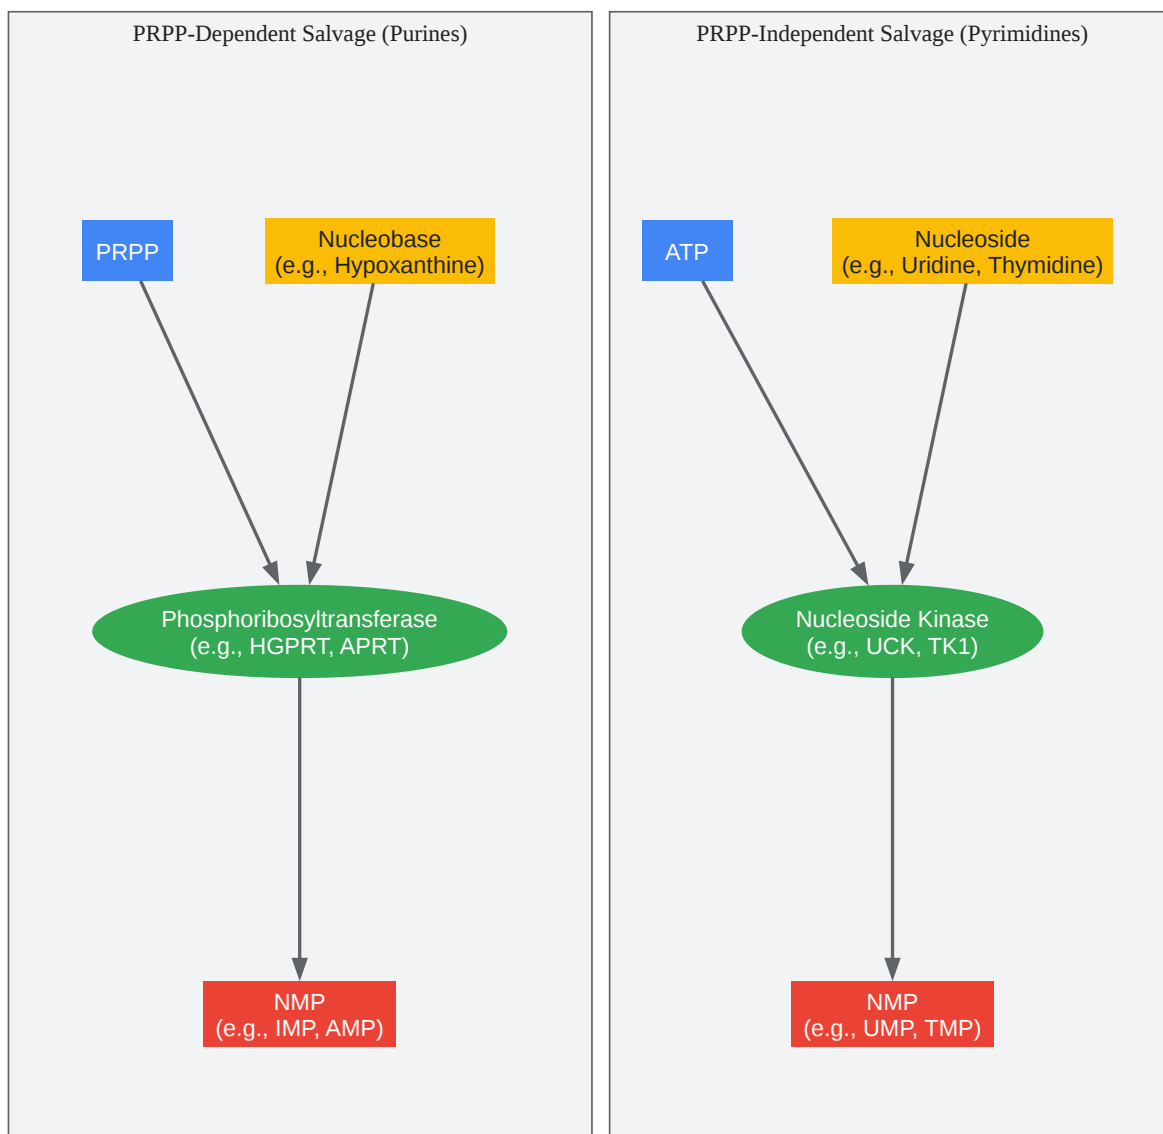 PRPP-Dependent Salvage (Purines)
PRPP
Nucleobase
(e.g., Hypoxanthine)
Phosphoribosyltransferase
(e.g., HGPRT, APRT)
NMP
(e.g., IMP, AMP)
PRPP-Independent Salvage (Pyrimidines)
ATP
Nucleoside
(e.g., Uridine, Thymidine)
Nucleoside Kinase
(e.g., UCK, TK1)
NMP
(e.g., UMP, TMP)